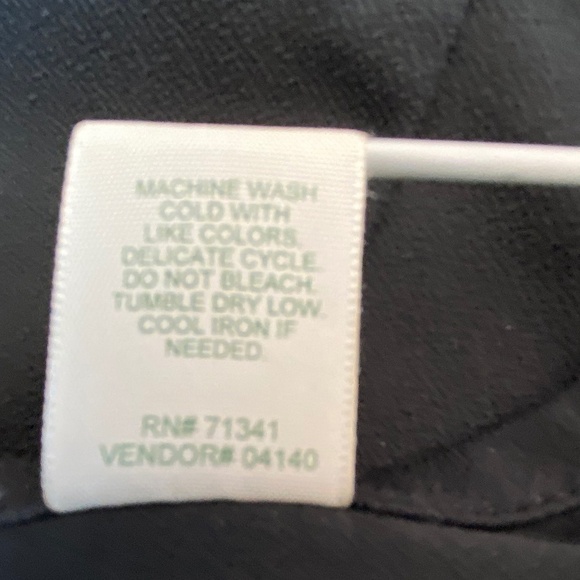 MACHINE WASH
COLD WITH
LIKE COLORS.
DELICATE CYCLE.
DO NOT BLEACH.
TUMBLE DRY LOW.
COOL IRON IF
NEEDED.
RN# 71341
VENDOR# 04140